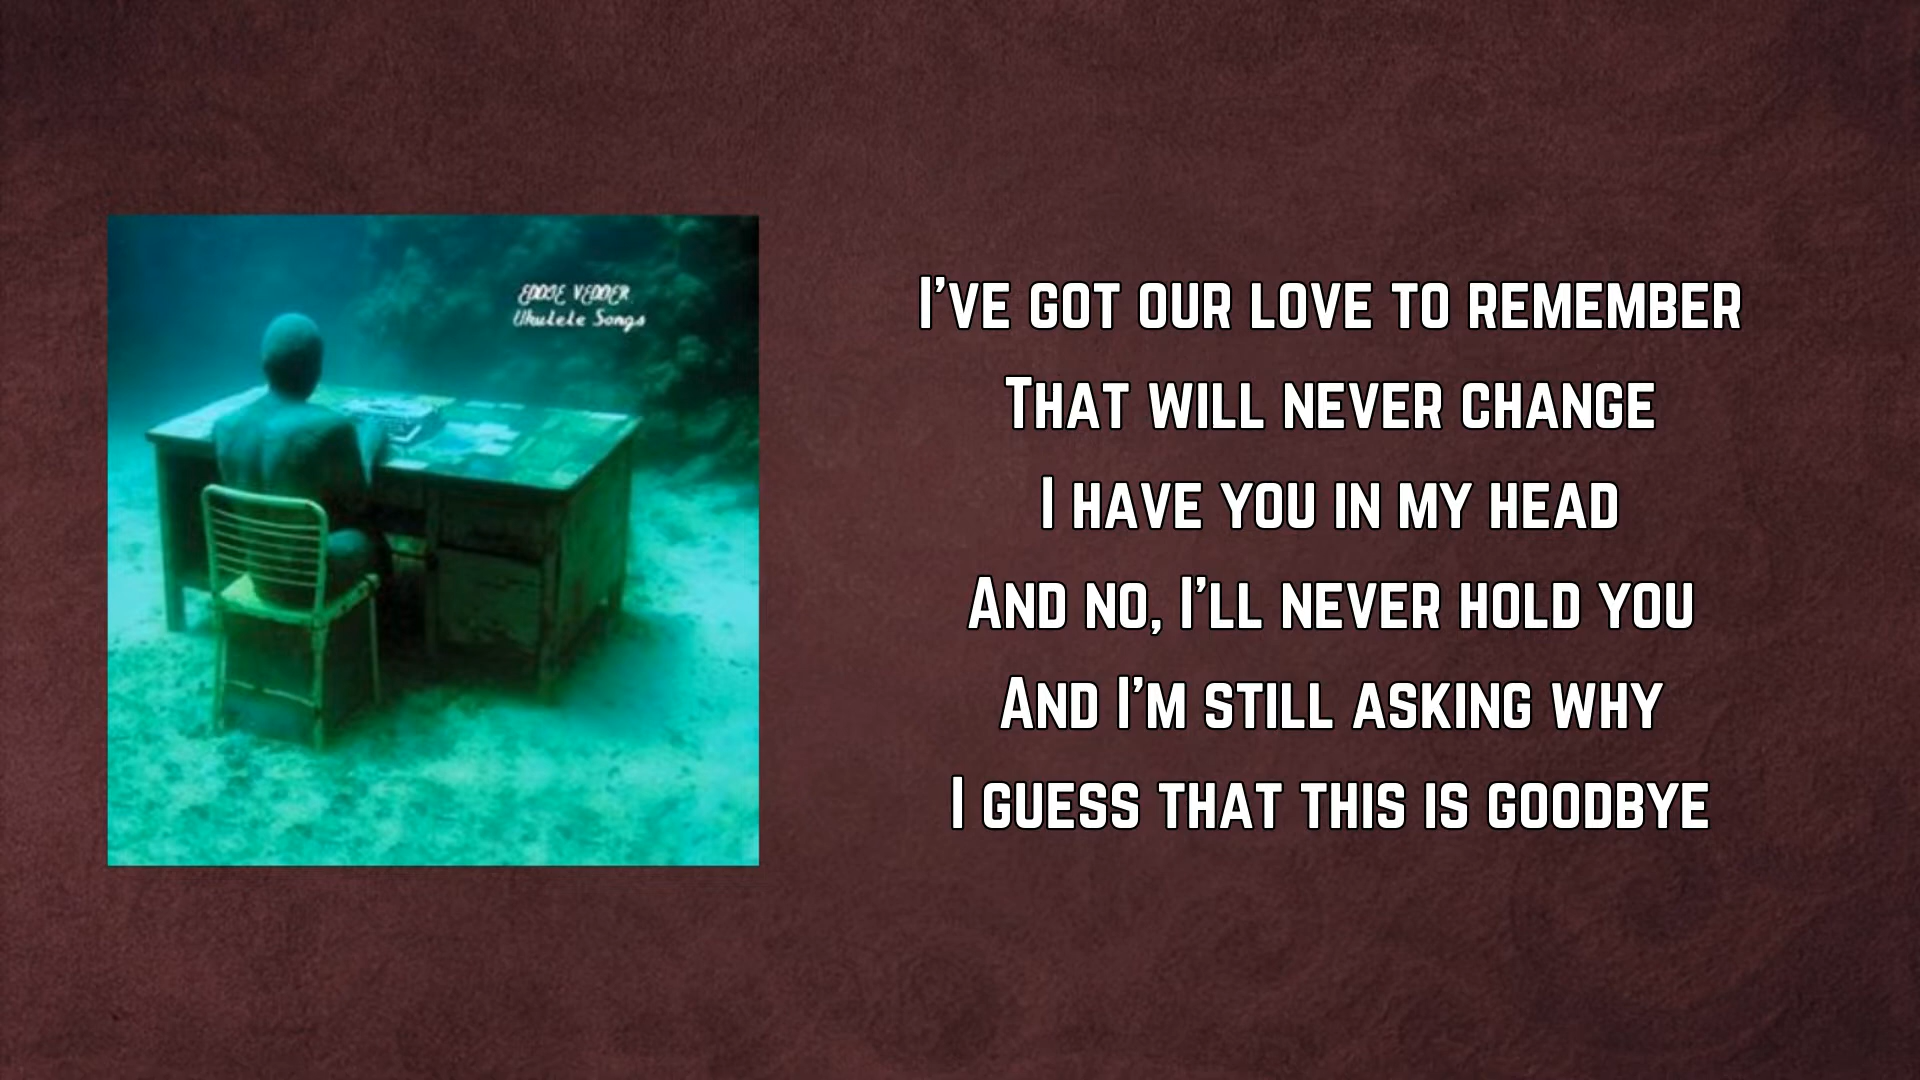 EDDIE VEDDER
Ukulele Songs
I've got our love to remember
That will never change
I have you in my head
And no, I'll never hold you
And I'm still asking why
I guess that this is goodbye